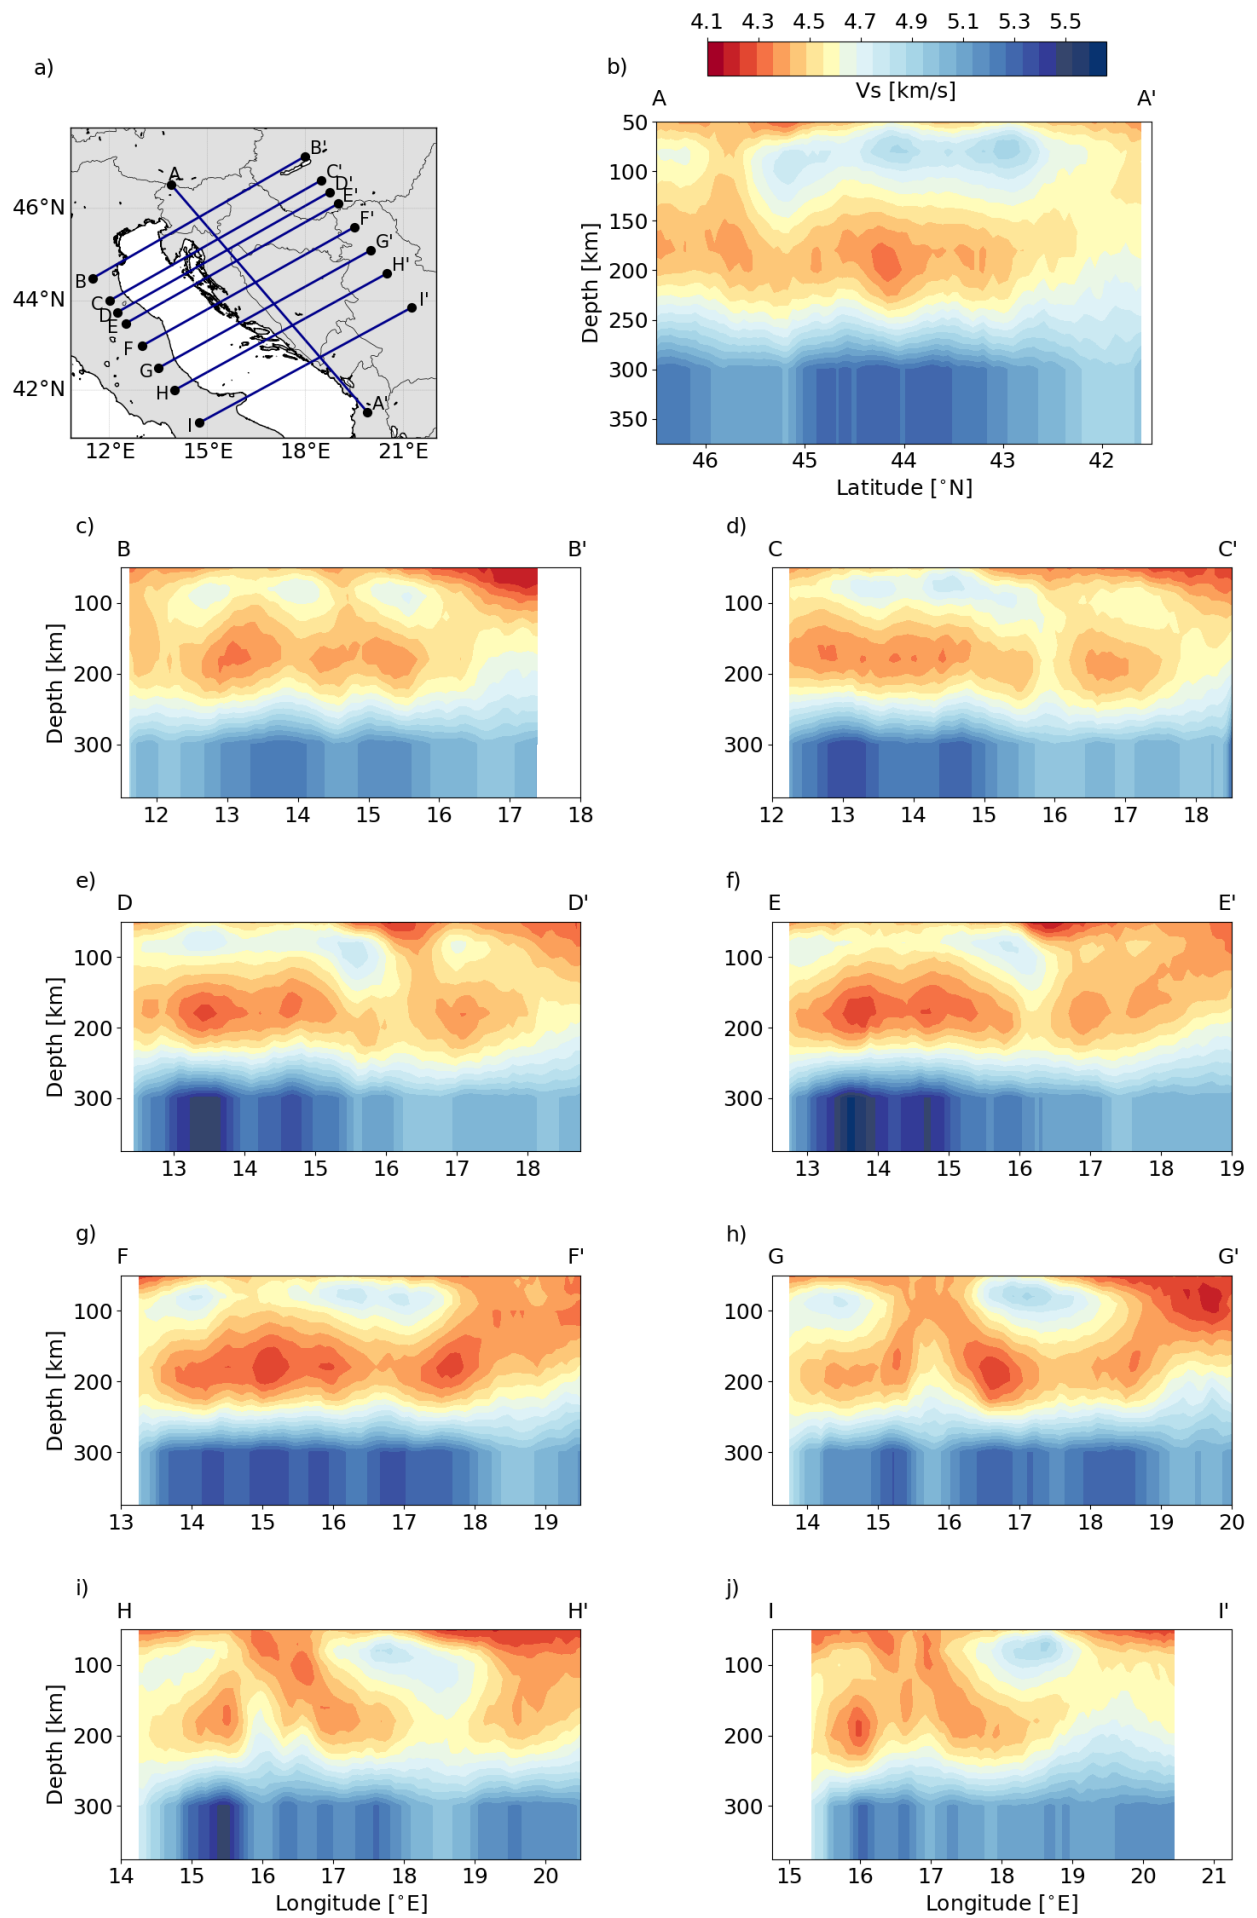 4.1 4.3 4.5 4.7 4.9 5.1 5.3 5.5
Vs [km/s]
a)
46°N
44°N
42°N
12°E 15°E 18°E 21°E
A
B'
C'
D'
E'
F'
G'
H'
I'
B
C
D
E
F
G
H
I
A'
b)
A A'
50
100
150
200
250
300
350
Depth [km]
46 45 44 43 42
Latitude [°N]
c)
B B'
100
200
300
Depth [km]
12 13 14 15 16 17 18
d)
C C'
100
200
300
12 13 14 15 16 17 18
e)
D D'
100
200
300
Depth [km]
13 14 15 16 17 18
f)
E E'
100
200
300
13 14 15 16 17 18 19
g)
F F'
100
200
300
Depth [km]
13 14 15 16 17 18 19
h)
G G'
100
200
300
14 15 16 17 18 19 20
i)
H H'
100
200
300
Depth [km]
14 15 16 17 18 19 20
Longitude [°E]
j)
I I'
100
200
300
15 16 17 18 19 20 21
Longitude [°E]